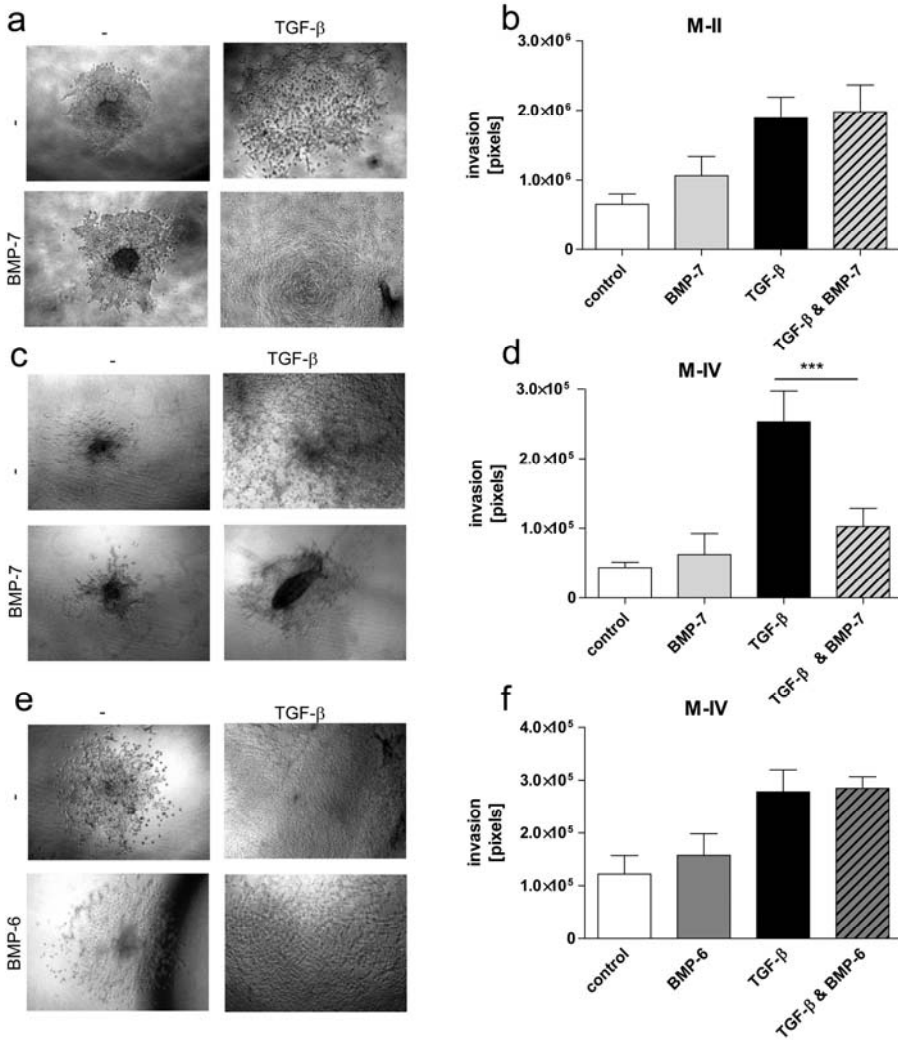 a
-
TGF-β
-
BMP-7
b
M-II
invasion
[pixels]
3.0×10⁶
2.0×10⁶
1.0×10⁶
0
control
BMP-7
TGF-β
TGF-β & BMP-7
c
-
TGF-β
-
BMP-7
d
M-IV
***
invasion
[pixels]
3.0×10⁵
2.0×10⁵
1.0×10⁵
0
control
BMP-7
TGF-β
TGF-β & BMP-7
e
-
TGF-β
-
BMP-6
f
M-IV
invasion
[pixels]
4.0×10⁵
3.0×10⁵
2.0×10⁵
1.0×10⁵
0
control
BMP-6
TGF-β
TGF-β & BMP-6